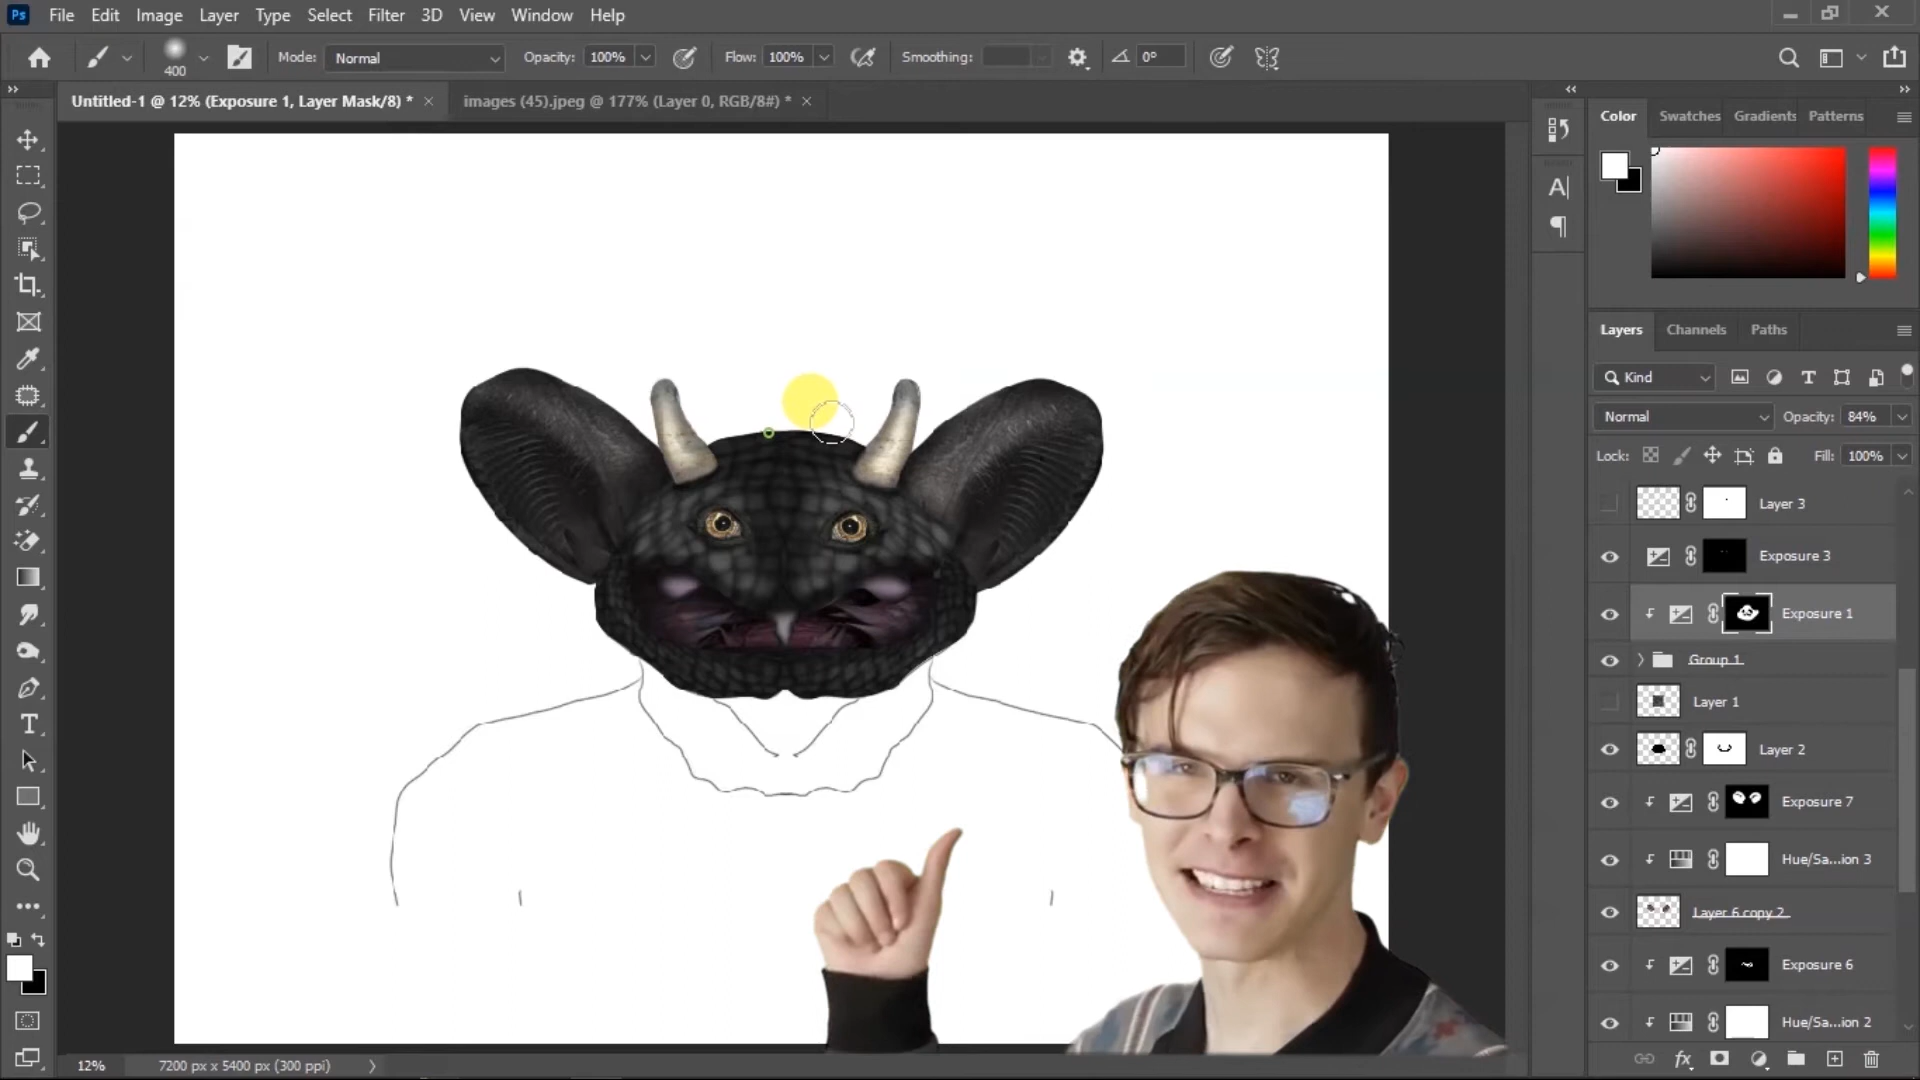 Ps File Edit Image Layer Type Select Filter 3D View Window Help
400 Mode: Normal Opacity: 100% Flow: 100% Smoothing: 0°
Untitled-1 @ 12% (Exposure 1, Layer Mask/8) * images (45).jpeg @ 177% (Layer 0, RGB/8#) *
Color Swatches Gradients Patterns
Layers Channels Paths
Kind
Normal Opacity: 84%
Lock: Fill: 100%
Layer 3
Exposure 3
Exposure 1
Group 1
Layer 1
Layer 2
Exposure 7
Hue/Sa...ion 3
Layer 6 copy 2
Exposure 6
Hue/Sa...ion 2
12% 7200 px x 5400 px (300 ppi)